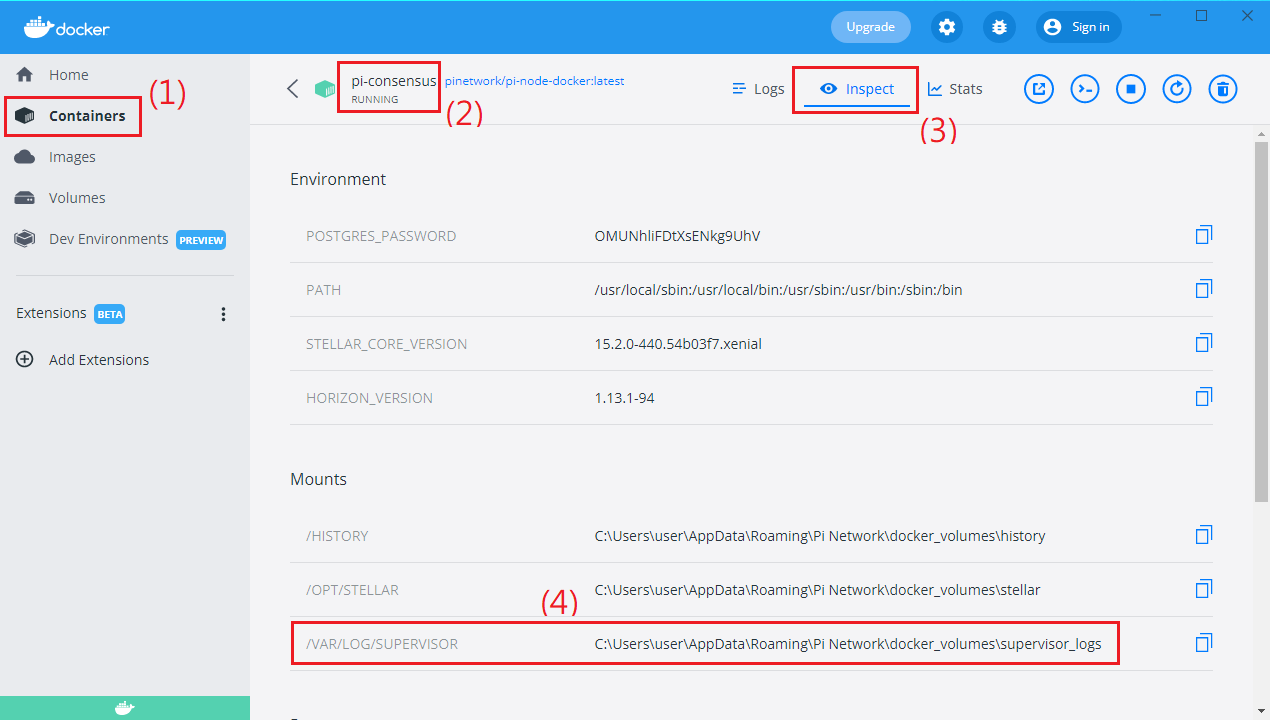 docker
Upgrade
Sign in
Home
Containers
(1)
Images
Volumes
Dev Environments PREVIEW
Extensions BETA
Add Extensions
pi-consensus pinetwork/pi-node-docker:latest
RUNNING
(2)
Logs
Inspect
Stats
(3)
Environment
POSTGRES_PASSWORD OMUNhliFDtXsENkg9UhV
PATH /usr/local/sbin:/usr/local/bin:/usr/sbin:/usr/bin:/sbin:/bin
STELLAR_CORE_VERSION 15.2.0-440.54b03f7.xenial
HORIZON_VERSION 1.13.1-94
Mounts
/HISTORY C:\Users\user\AppData\Roaming\Pi Network\docker_volumes\history
/OPT/STELLAR C:\Users\user\AppData\Roaming\Pi Network\docker_volumes\stellar
(4)
/VAR/LOG/SUPERVISOR C:\Users\user\AppData\Roaming\Pi Network\docker_volumes\supervisor_logs